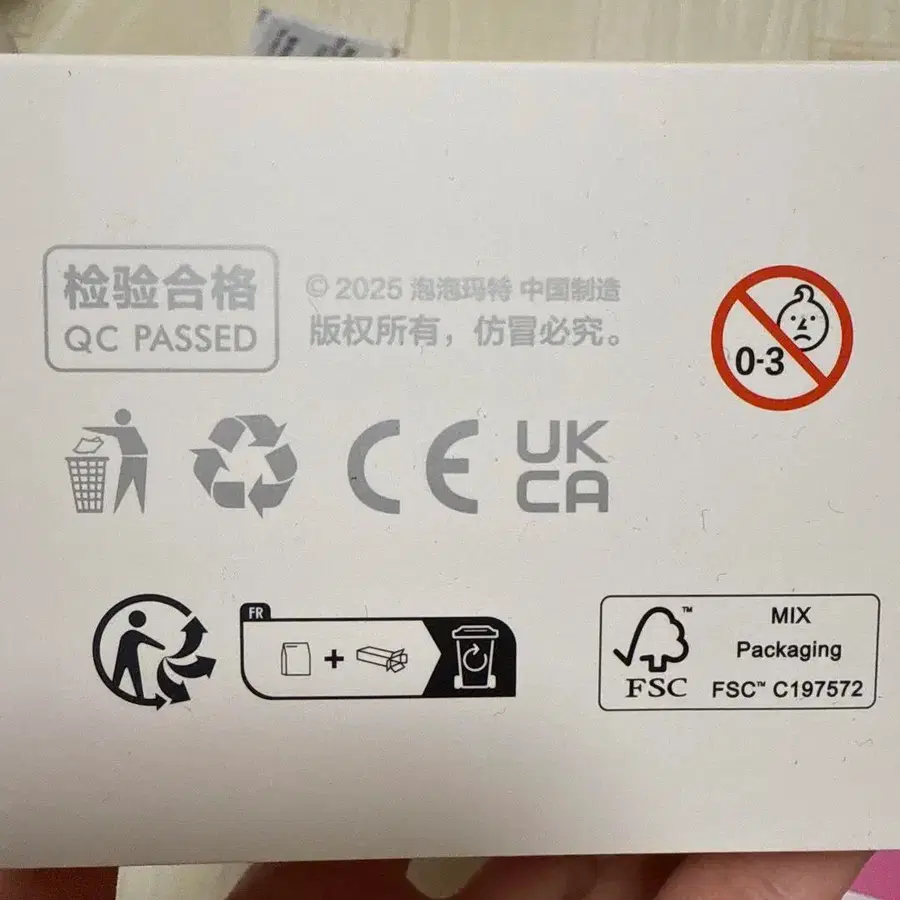 检验合格
QC PASSED
© 2025 泡泡玛特 中国制造
版权所有，仿冒必究。
0-3
CE
UK
CA
FR
+
FSC™
MIX
Packaging
FSC™ C197572